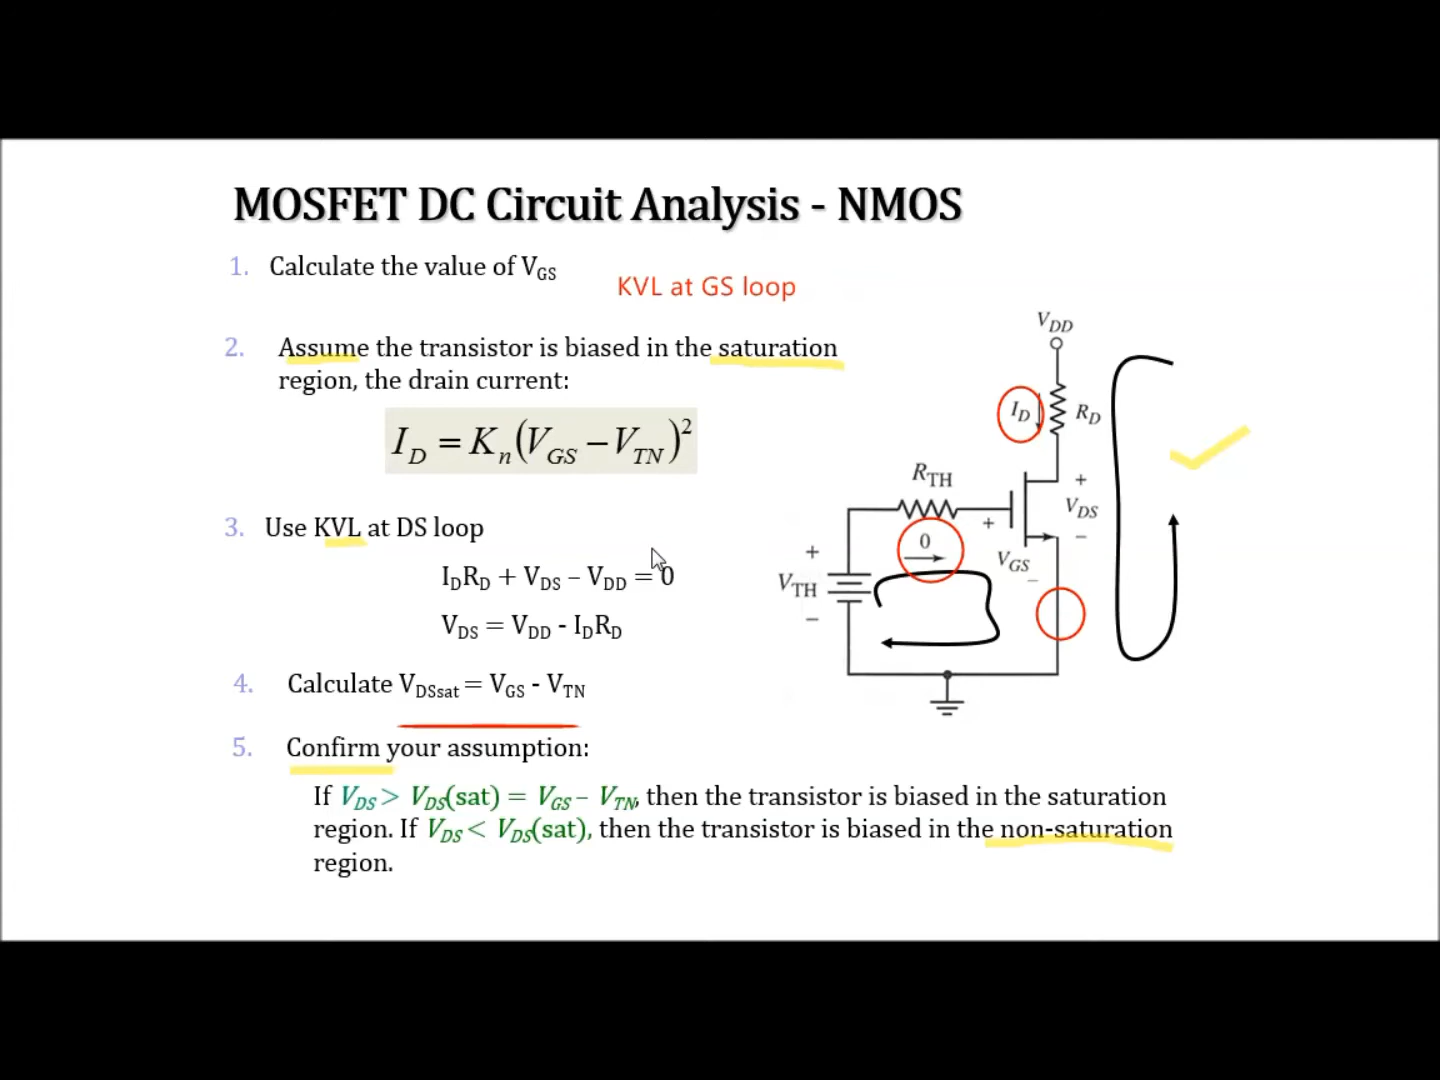 MOSFET DC Circuit Analysis - NMOS
1. Calculate the value of V_GS
KVL at GS loop
2. Assume the transistor is biased in the saturation
region, the drain current:
I_D = K_n(V_GS − V_TN)^2
3. Use KVL at DS loop
I_DR_D + V_DS – V_DD = 0
V_DS = V_DD - I_DR_D
4. Calculate V_DSsat = V_GS - V_TN
5. Confirm your assumption:
If V_DS > V_DS(sat) = V_GS – V_TN, then the transistor is biased in the saturation
region. If V_DS < V_DS(sat), then the transistor is biased in the non-saturation
region.
V_DD
I_D
R_D
R_TH
+
V_DS
−
0
+
V_GS
−
+
V_TH
−